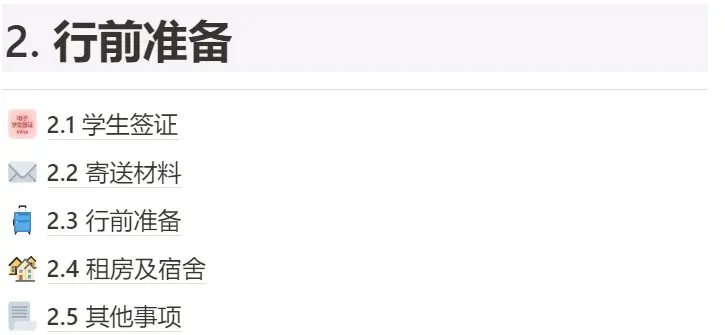 2. 行前准备
电子
学生签证
eVisa
2.1 学生签证
2.2 寄送材料
2.3 行前准备
2.4 租房及宿舍
2.5 其他事项